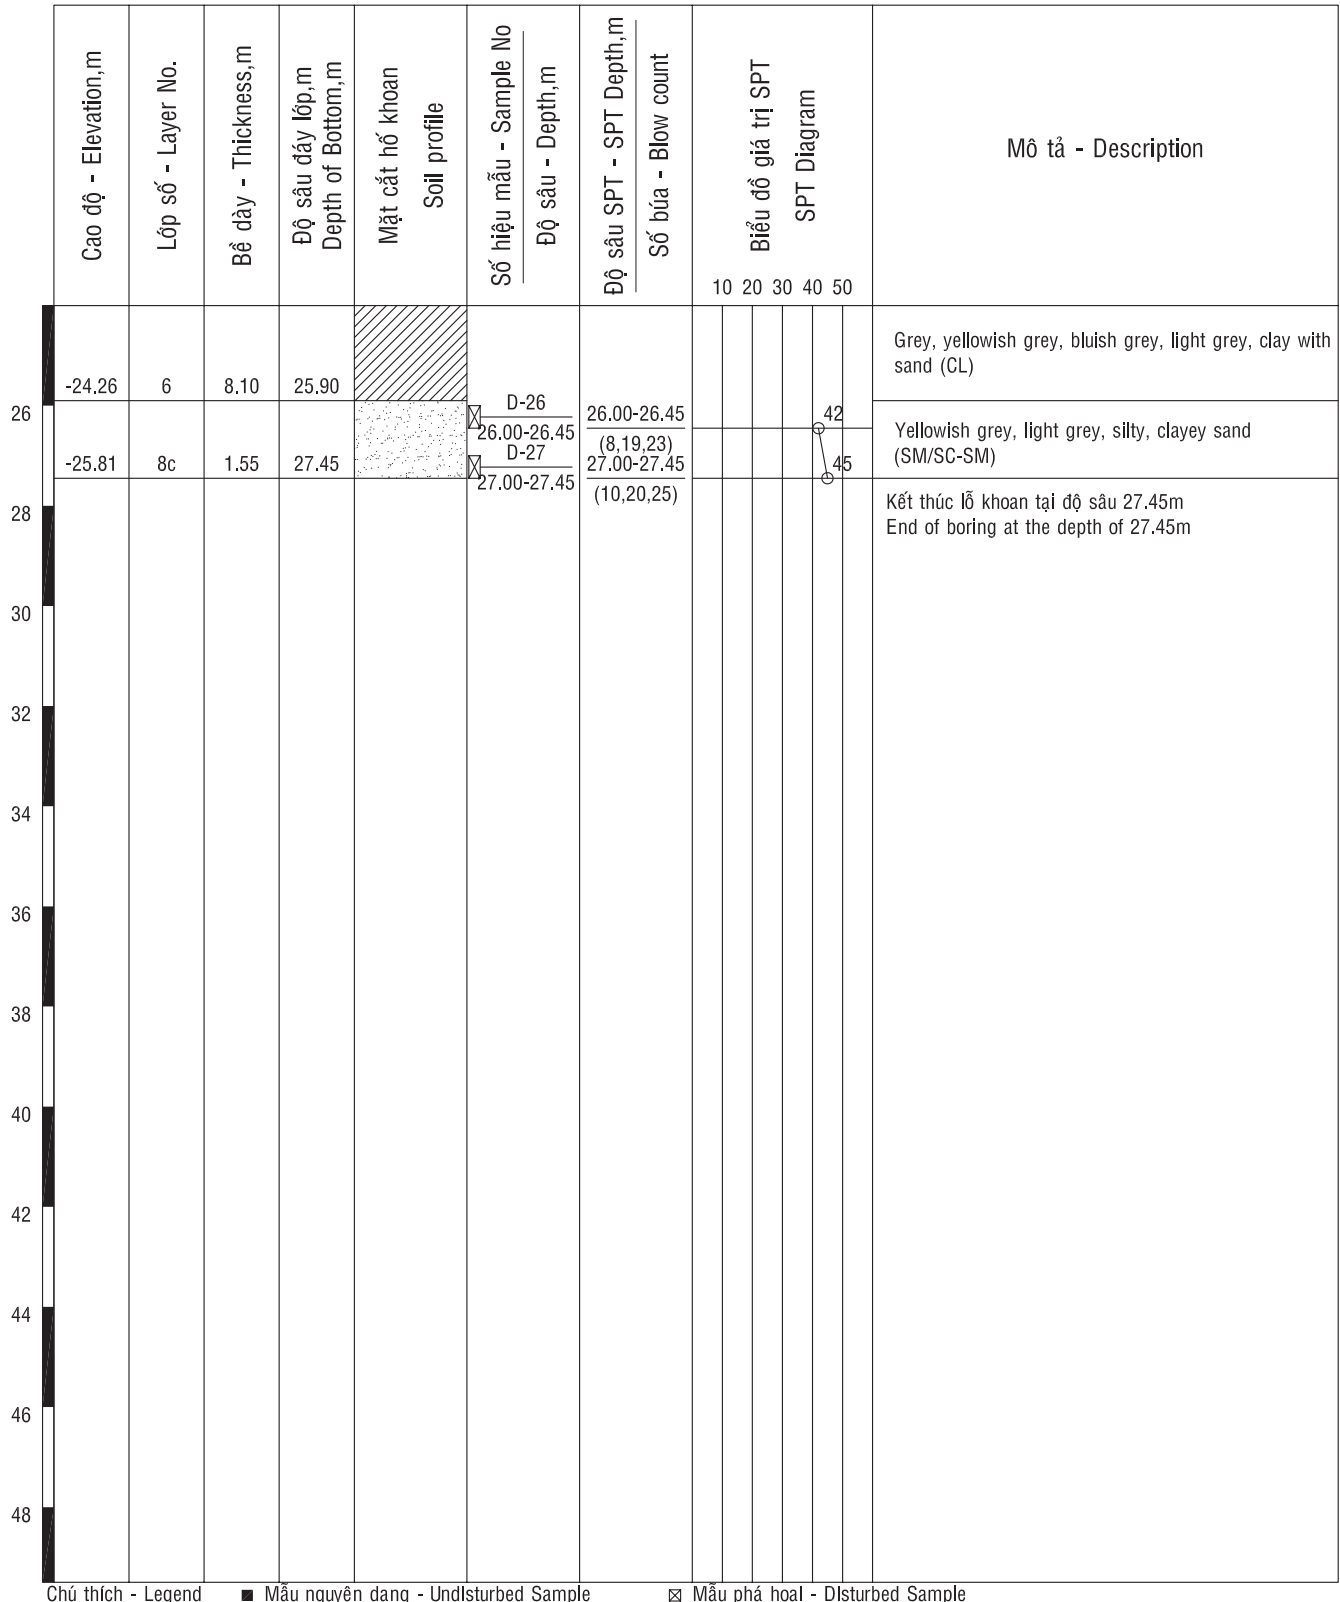 Cao độ - Elevation,m
Lớp số - Layer No.
Bề dày - Thickness,m
Độ sâu đáy lớp,m
Depth of Bottom,m
Mặt cắt hố khoan
Soil profile
Số hiệu mẫu - Sample No
Độ sâu - Depth,m
Độ sâu SPT - SPT Depth,m
Số búa - Blow count
Biểu đồ giá trị SPT
SPT Diagram
10 20 30 40 50
Mô tả - Description
Grey, yellowish grey, bluish grey, light grey, clay with
sand (CL)
-24.26 6 8.10 25.90
26
D-26
26.00-26.45
26.00-26.45
(8,19,23)
42
Yellowish grey, light grey, silty, clayey sand
(SM/SC-SM)
-25.81 8c 1.55 27.45
D-27
27.00-27.45
27.00-27.45
(10,20,25)
45
Kết thúc lỗ khoan tại độ sâu 27.45m
End of boring at the depth of 27.45m
28
30
32
34
36
38
40
42
44
46
48
Chú thích - Legend Mẫu nguyên dạng - Undisturbed Sample Mẫu phá hoại - Disturbed Sample